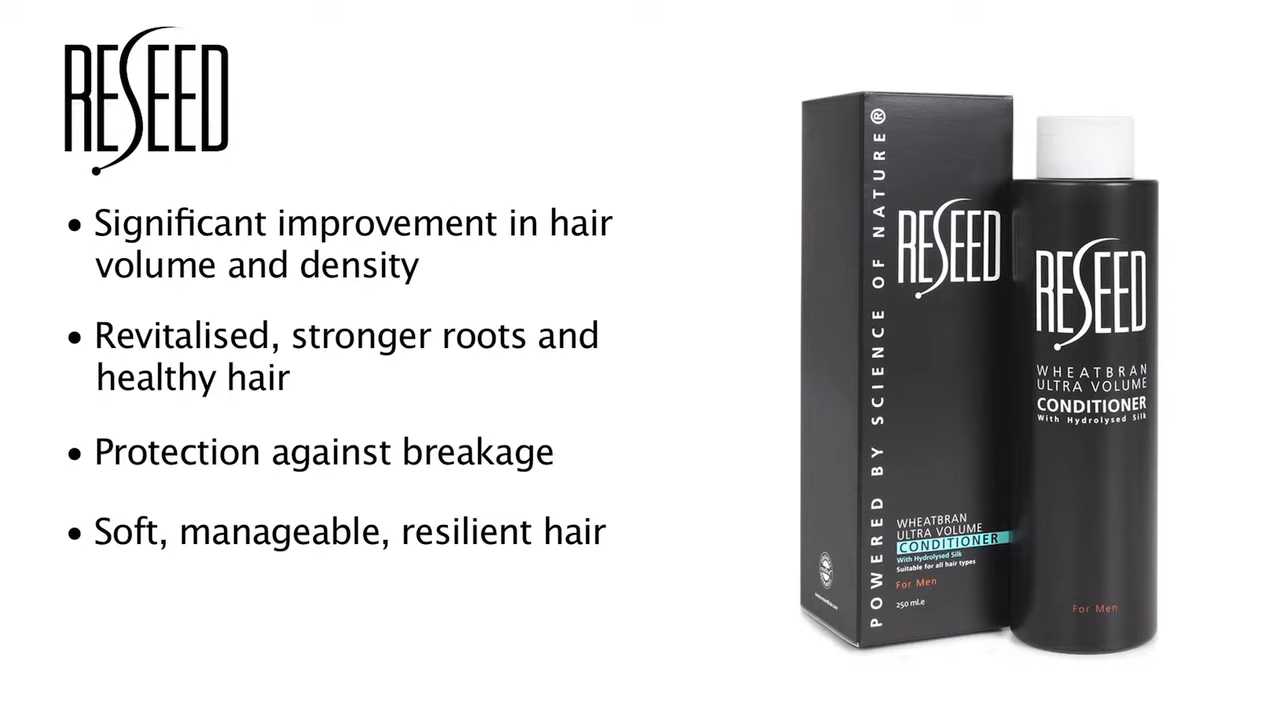 RESEED
• Significant improvement in hair
volume and density
• Revitalised, stronger roots and
healthy hair
• Protection against breakage
• Soft, manageable, resilient hair
POWERED BY SCIENCE OF NATURE®
RESEED
WHEATBRAN
ULTRA VOLUME
CONDITIONER
With Hydrolysed Silk
Suitable for all hair types
For Men
250 ml.e
RESEED
WHEATBRAN
ULTRA VOLUME
CONDITIONER
With Hydrolysed Silk
For Men